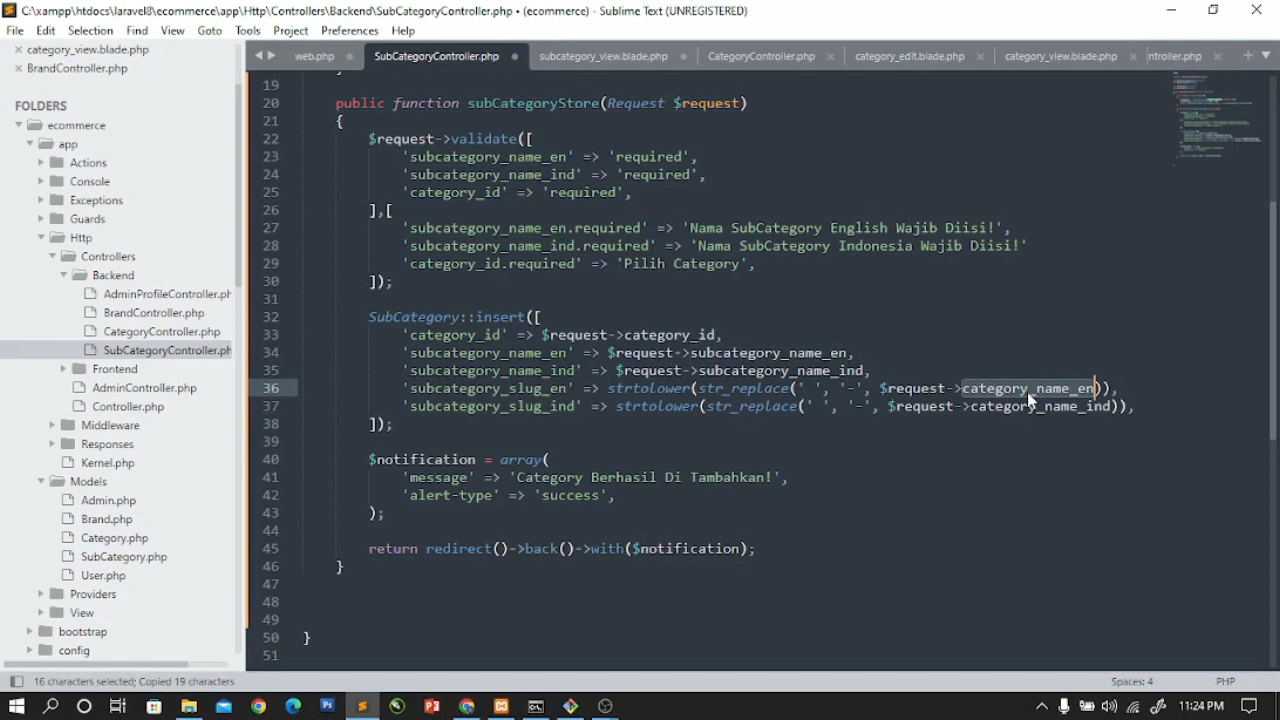 C:\xampp\htdocs\laravel8\ecommerce\app\Http\Controllers\Backend\SubCategoryController.php • (ecommerce) - Sublime Text (UNREGISTERED)
File Edit Selection Find View Goto Tools Project Preferences Help
category_view.blade.php
BrandController.php
web.php SubCategoryController.php subcategory_view.blade.php CategoryController.php category_edit.blade.php category_view.blade.php ntroller.php
FOLDERS
ecommerce
app
Actions
Console
Exceptions
Guards
Http
Controllers
Backend
AdminProfileController.ph
BrandController.php
CategoryController.php
SubCategoryController.ph
Frontend
AdminController.php
Controller.php
Middleware
Responses
Kernel.php
Models
Admin.php
Brand.php
Category.php
SubCategory.php
User.php
Providers
View
bootstrap
config
19
20 public function subCategoryStore(Request $request)
21 {
22 $request->validate([
23 'subcategory_name_en' => 'required',
24 'subcategory_name_ind' => 'required',
25 'category_id' => 'required',
26 ],[
27 'subcategory_name_en.required' => 'Nama SubCategory English Wajib Diisi!',
28 'subcategory_name_ind.required' => 'Nama SubCategory Indonesia Wajib Diisi!'
29 'category_id.required' => 'Pilih Category',
30 ]);
31
32 SubCategory::insert([
33 'category_id' => $request->category_id,
34 'subcategory_name_en' => $request->subcategory_name_en,
35 'subcategory_name_ind' => $request->subcategory_name_ind,
36 'subcategory_slug_en' => strtolower(str_replace(' ', '-', $request->category_name_en)),
37 'subcategory_slug_ind' => strtolower(str_replace(' ', '-', $request->category_name_ind)),
38 ]);
39
40 $notification = array(
41 'message' => 'Category Berhasil Di Tambahkan!',
42 'alert-type' => 'success',
43 );
44
45 return redirect()->back()->with($notification);
46 }
47
48
49
50 }
51
16 characters selected; Copied 19 characters Spaces: 4 PHP
11:24 PM